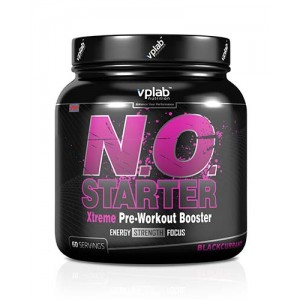 vplab
N.O.
STARTER
Xtreme Pre-Workout Booster
ENERGY STRENGTH FOCUS
60 SERVINGS
BLACKCURRANT